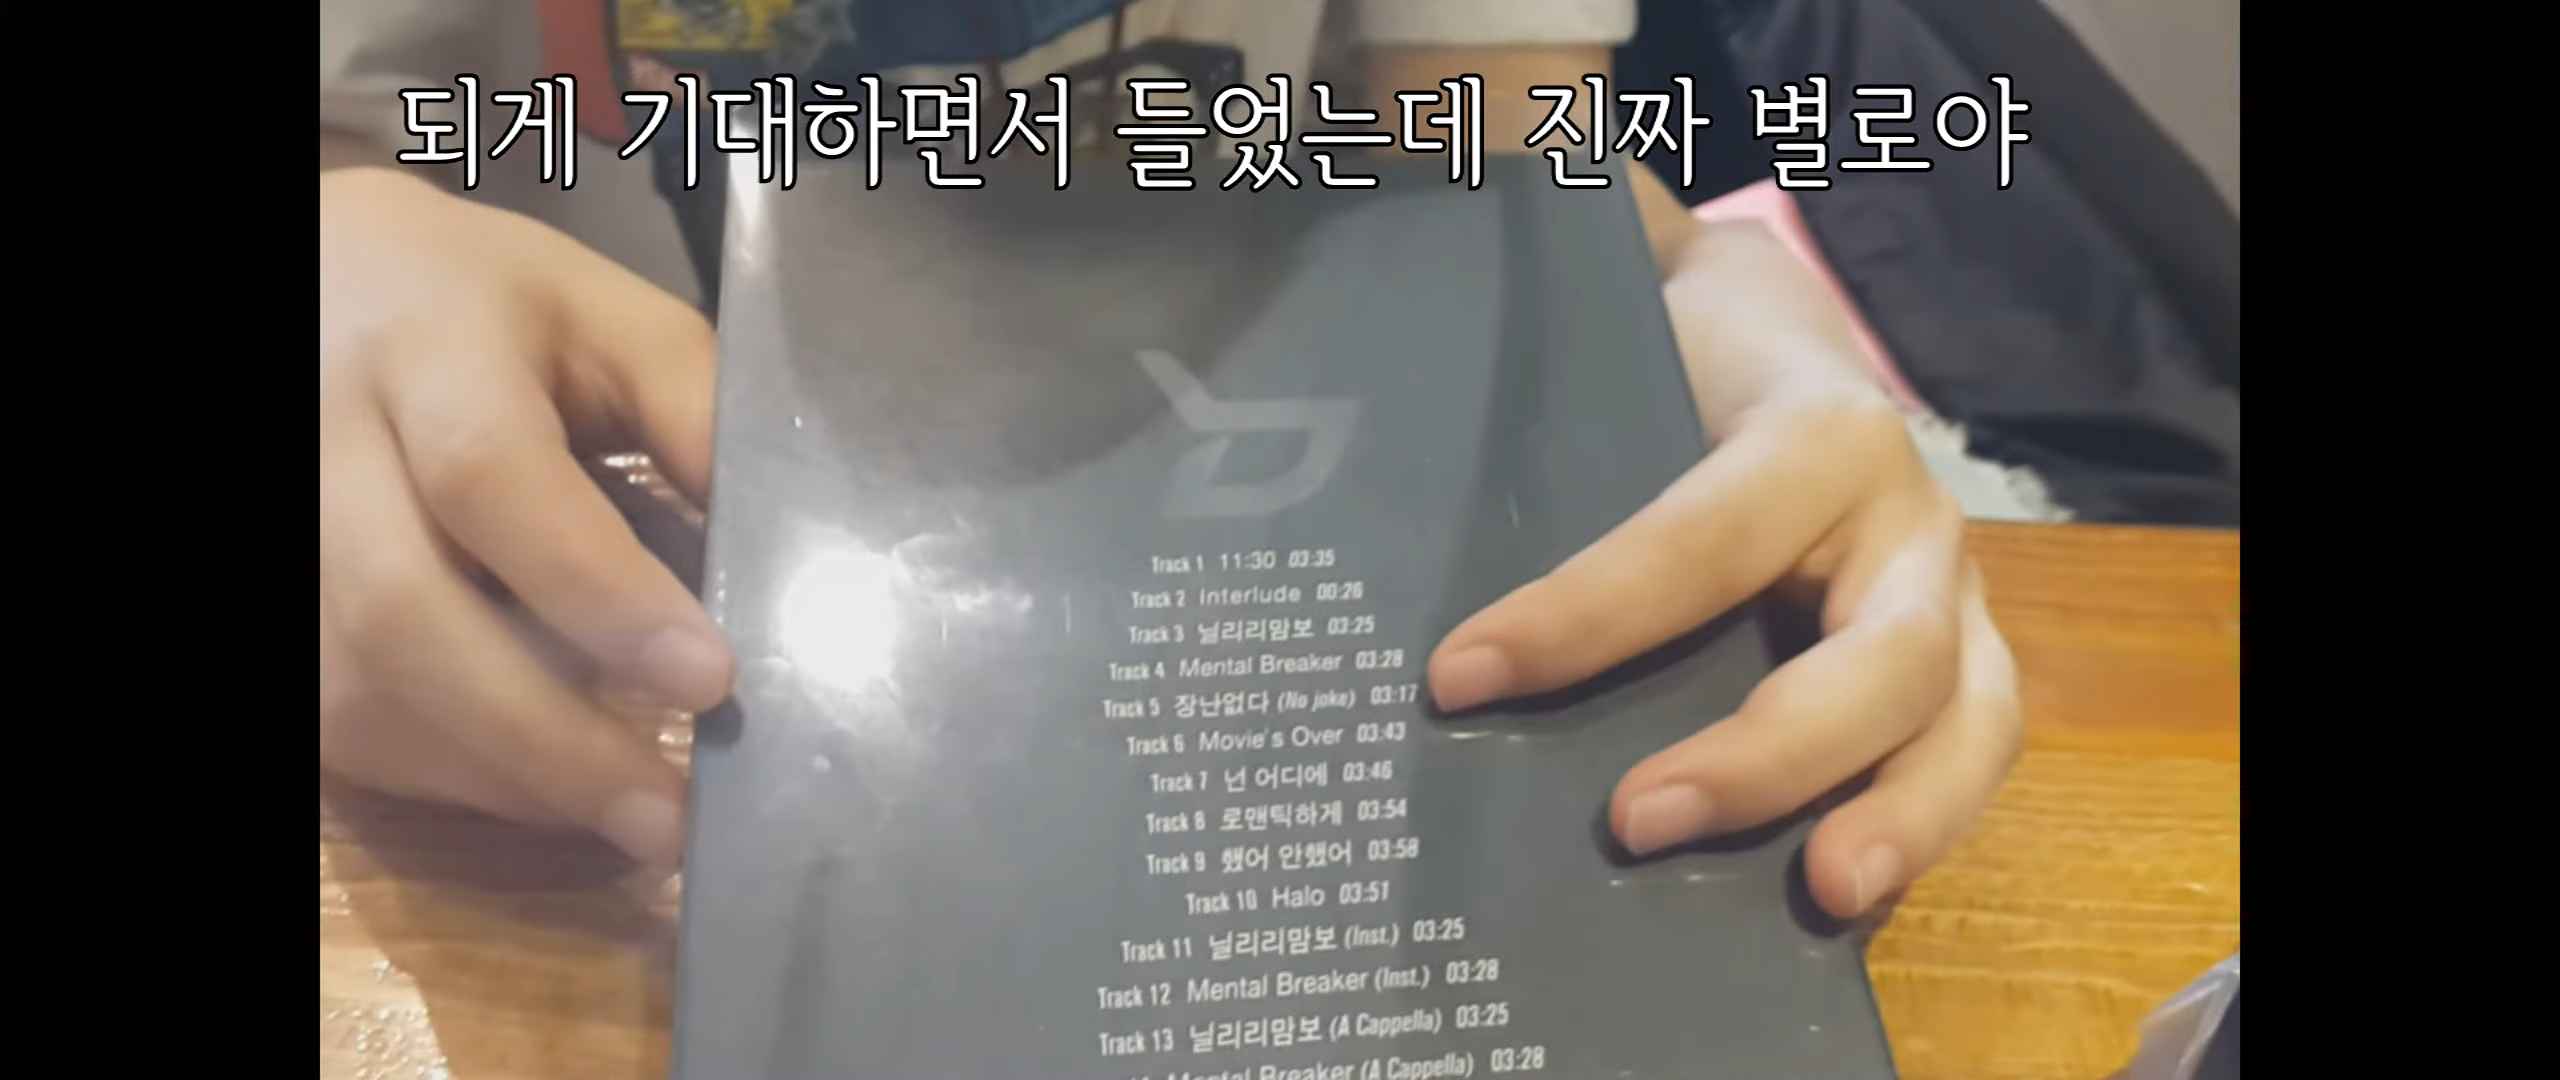 되게 기대하면서 들었는데 진짜 별로야
Track 1 11:30 03:35
Track 2 Interlude 00:26
Track 3 닐리리맘보 03:25
Track 4 Mental Breaker 03:28
Track 5 장난없다 (No joke) 03:17
Track 6 Movie's Over 03:43
Track 7 넌 어디에 03:46
Track 8 로맨틱하게 03:54
Track 9 했어 안했어 03:58
Track 10 Halo 03:51
Track 11 닐리리맘보 (Inst.) 03:25
Track 12 Mental Breaker (Inst.) 03:28
Track 13 닐리리맘보 (A Cappella) 03:25
Mental Breaker (A Cappella) 03:28